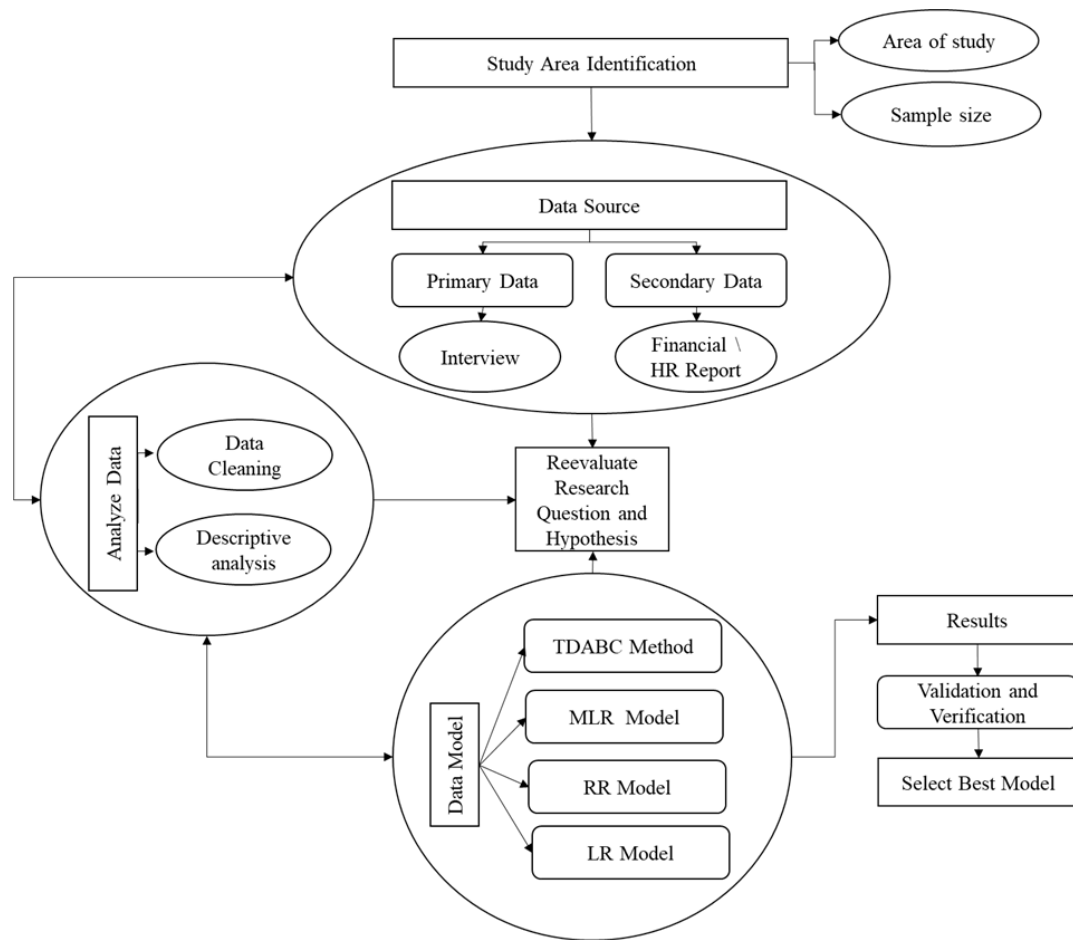 Study Area Identification
Area of study
Sample size
Data Source
Primary Data
Secondary Data
Interview
Financial \
HR Report
Analyze Data
Data
Cleaning
Descriptive
analysis
Reevaluate
Research
Question and
Hypothesis
Data Model
TDABC Method
MLR Model
RR Model
LR Model
Results
Validation and
Verification
Select Best Model